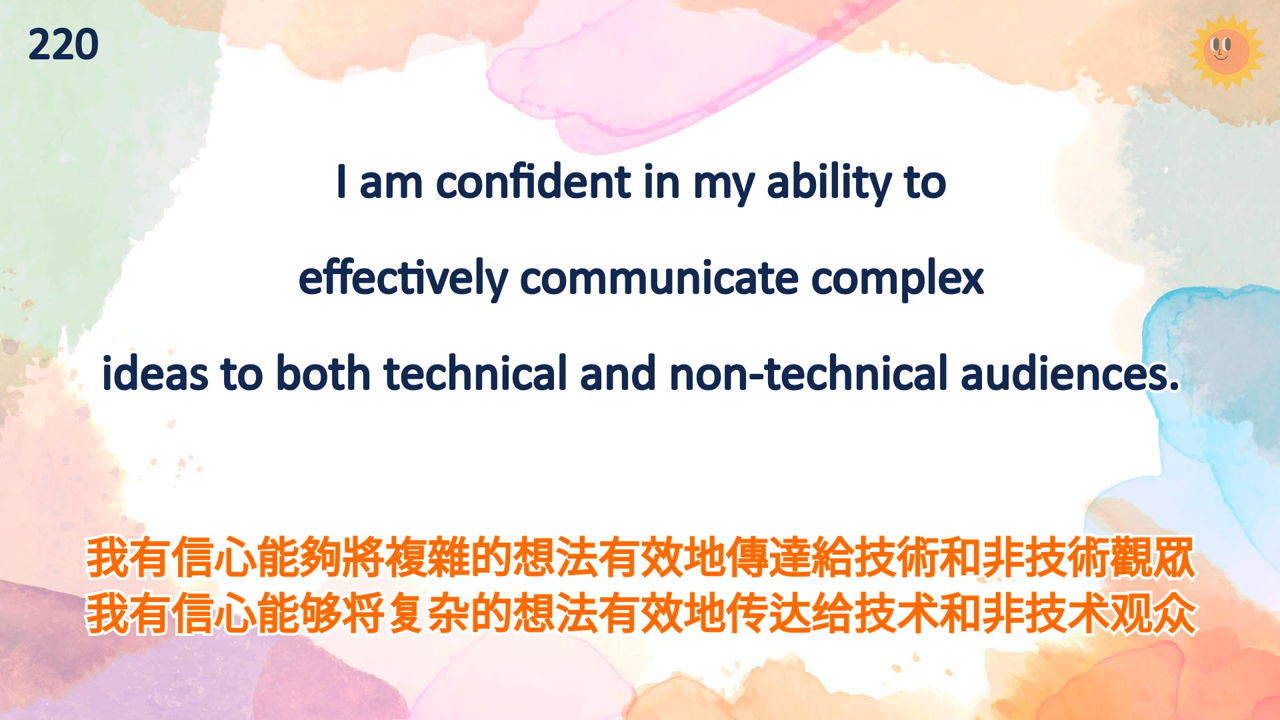 220
I am confident in my ability to
effectively communicate complex
ideas to both technical and non-technical audiences.
我有信心能夠將複雜的想法有效地傳達給技術和非技術觀眾
我有信心能够将复杂的想法有效地传达给技术和非技术观众